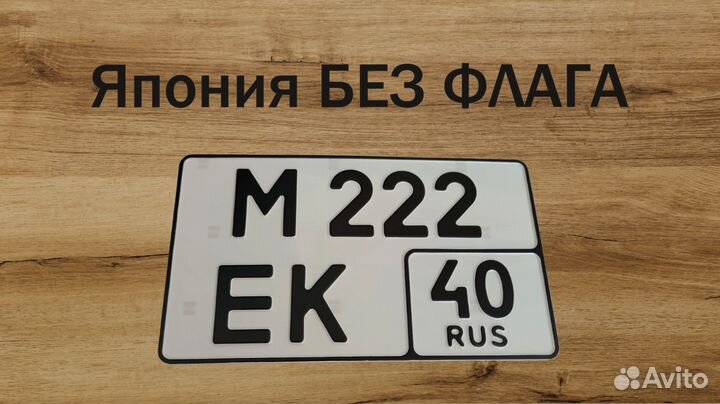 Япония БЕЗ ФЛАГА
М 222
ЕК
40
RUS
Avito